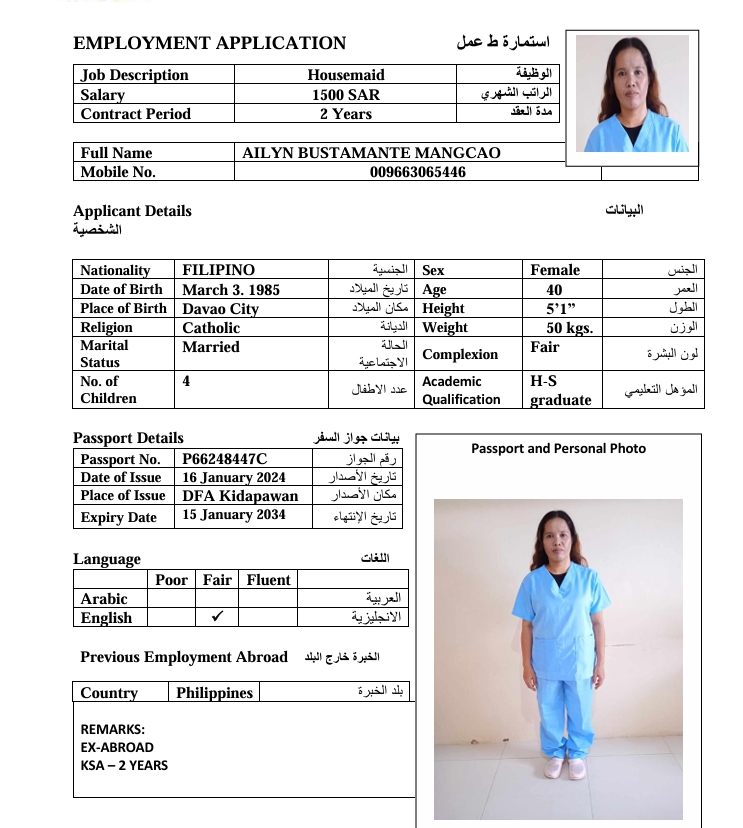 EMPLOYMENT APPLICATION استمارة ط عمل
Job Description Housemaid الوظيفة
Salary 1500 SAR الراتب الشهري
Contract Period 2 Years مدة العقد
Full Name AILYN BUSTAMANTE MANGCAO
Mobile No. 009663065446
Applicant Details البيانات
الشخصية
Nationality FILIPINO الجنسية Sex Female الجنس
Date of Birth March 3. 1985 تاريخ الميلاد Age 40 العمر
Place of Birth Davao City مكان الميلاد Height 5’1” الطول
Religion Catholic الديانة Weight 50 kgs. الوزن
Marital Status Married الحالة الاجتماعية Complexion Fair لون البشرة
No. of Children 4 عدد الاطفال Academic Qualification H-S graduate المؤهل التعليمي
Passport Details بيانات جواز السفر
Passport No. P66248447C رقم الجواز
Date of Issue 16 January 2024 تاريخ الأصدار
Place of Issue DFA Kidapawan مكان الأصدار
Expiry Date 15 January 2034 تاريخ الإنتهاء
Passport and Personal Photo
Language اللغات
Poor Fair Fluent
Arabic العربية
English ✓ الانجليزية
Previous Employment Abroad الخبرة خارج البلد
Country Philippines بلد الخبرة
REMARKS:
EX-ABROAD
KSA – 2 YEARS